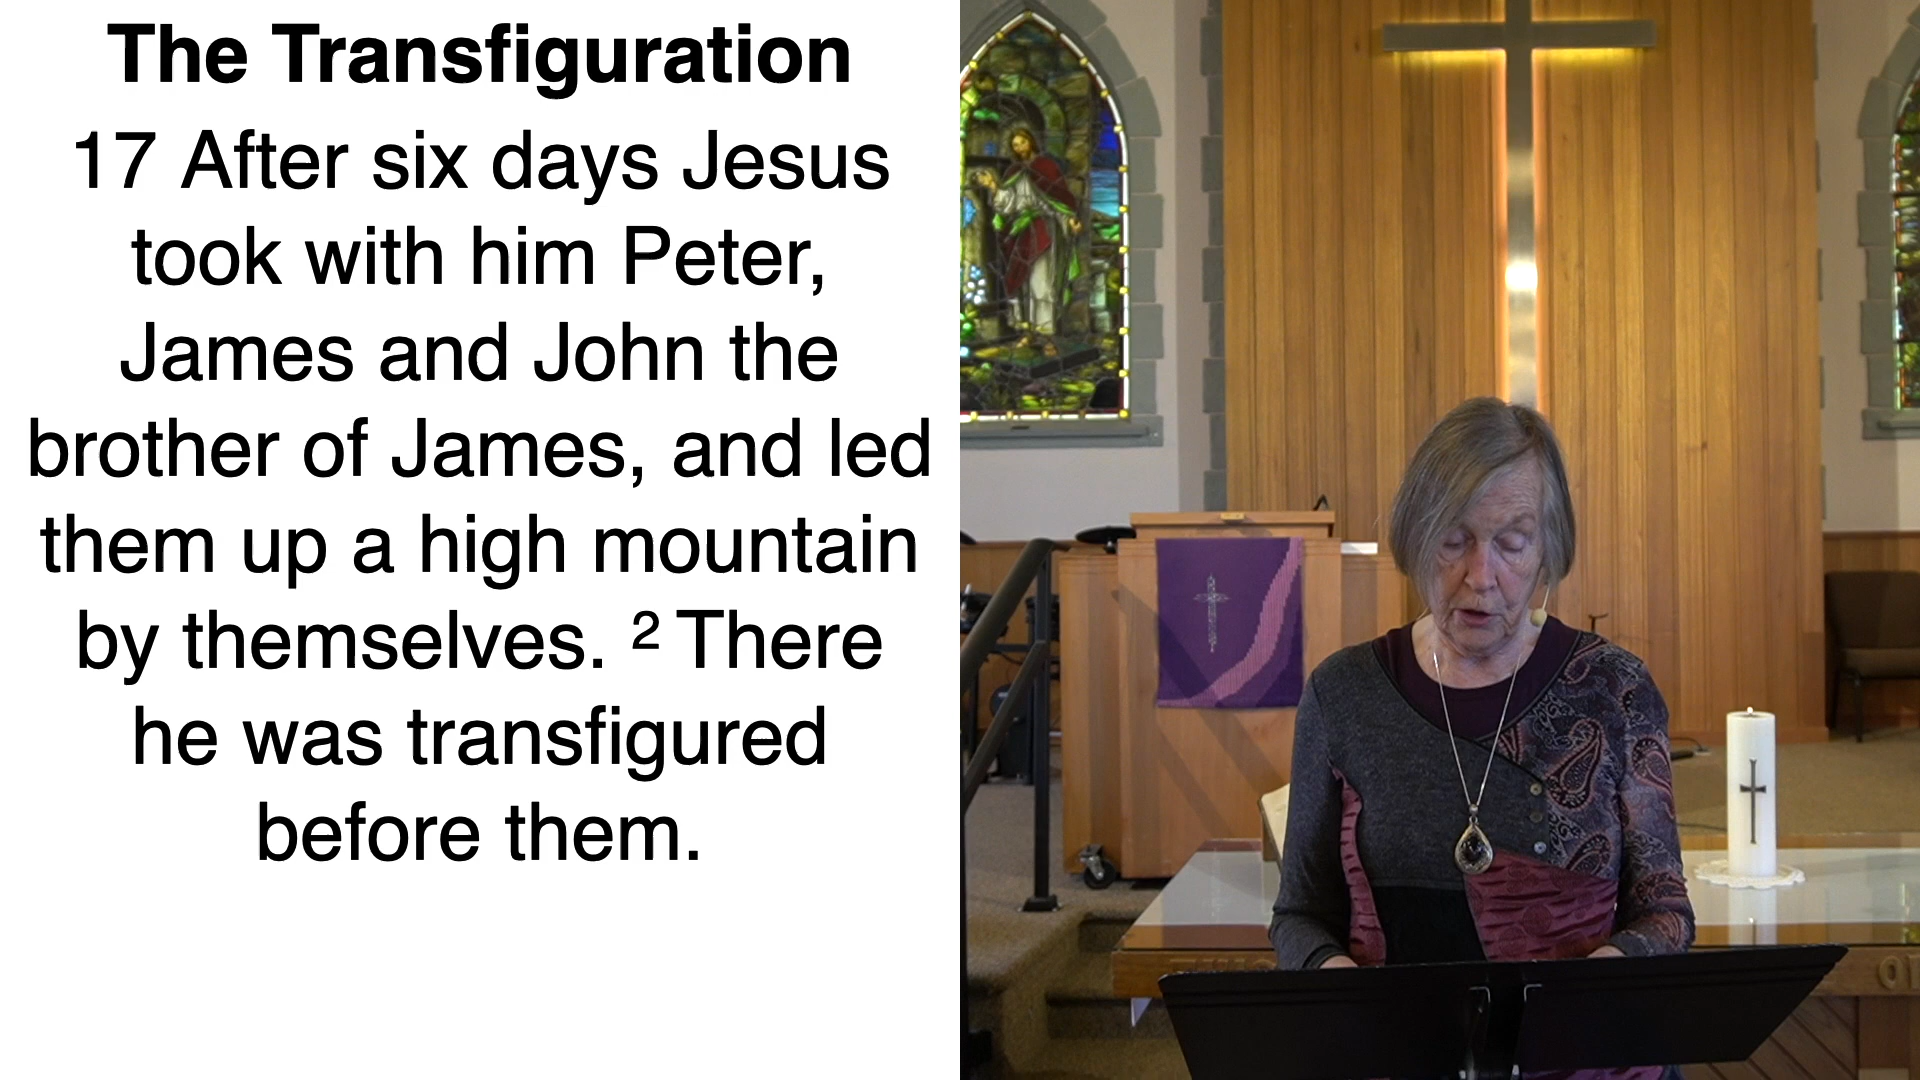 The Transfiguration
17 After six days Jesus
took with him Peter,
James and John the
brother of James, and led
them up a high mountain
by themselves. ² There
he was transfigured
before them.